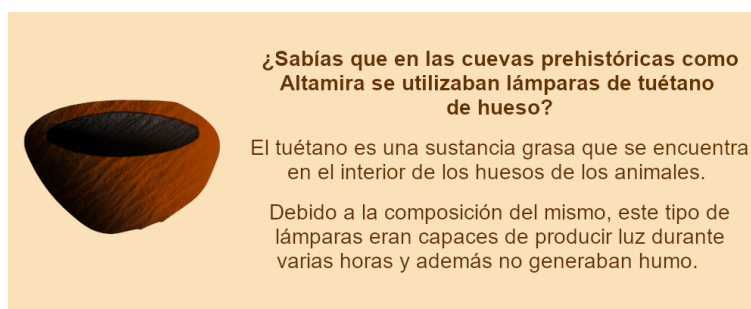 ¿Sabías que en las cuevas prehistóricas como
Altamira se utilizaban lámparas de tuétano
de hueso?
El tuétano es una sustancia grasa que se encuentra
en el interior de los huesos de los animales.
Debido a la composición del mismo, este tipo de
lámparas eran capaces de producir luz durante
varias horas y además no generaban humo.